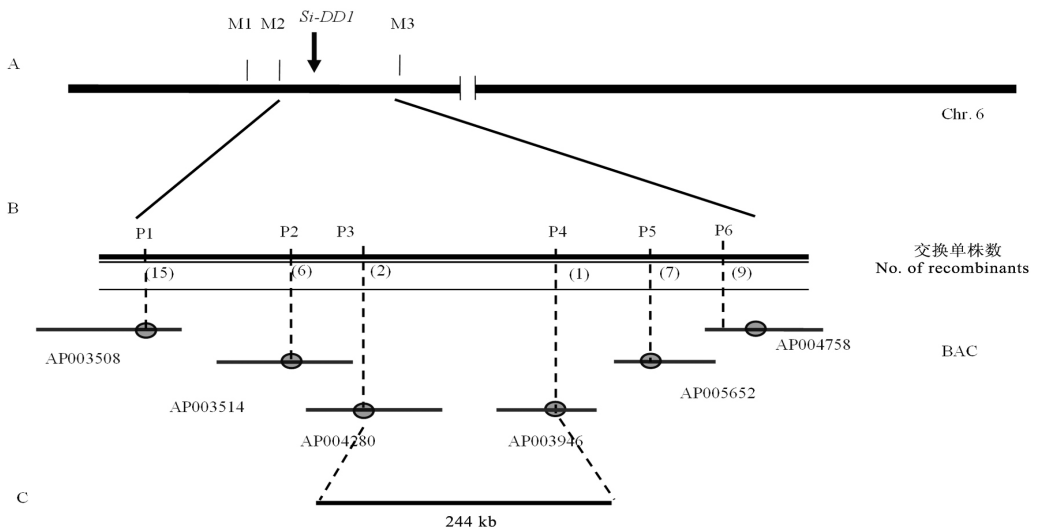 Si-DD1
M1 M2 M3
A
Chr. 6
B
P1 P2 P3 P4 P5 P6
交换单株数
(15) (6) (2) (1) (7) (9)
No. of recombinants
AP003508 AP004758
BAC
AP005652
AP003514
AP004280 AP003946
C
244 kb